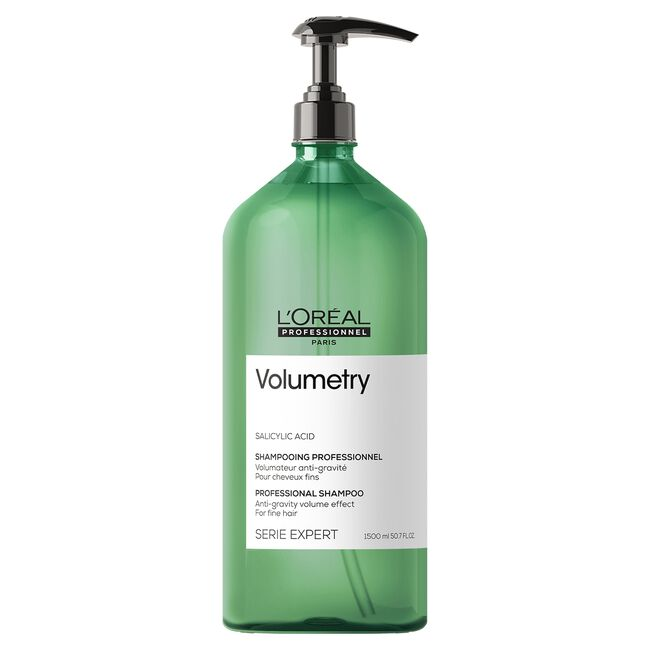 L'ORÉAL
PROFESSIONNEL
PARIS
Volumetry
SALICYLIC ACID
SHAMPOOING PROFESSIONNEL
Volumateur anti-gravité
Pour cheveux fins
PROFESSIONAL SHAMPOO
Anti-gravity volume effect
For fine hair
SERIE EXPERT 1500 ml 50.7 FL.OZ.